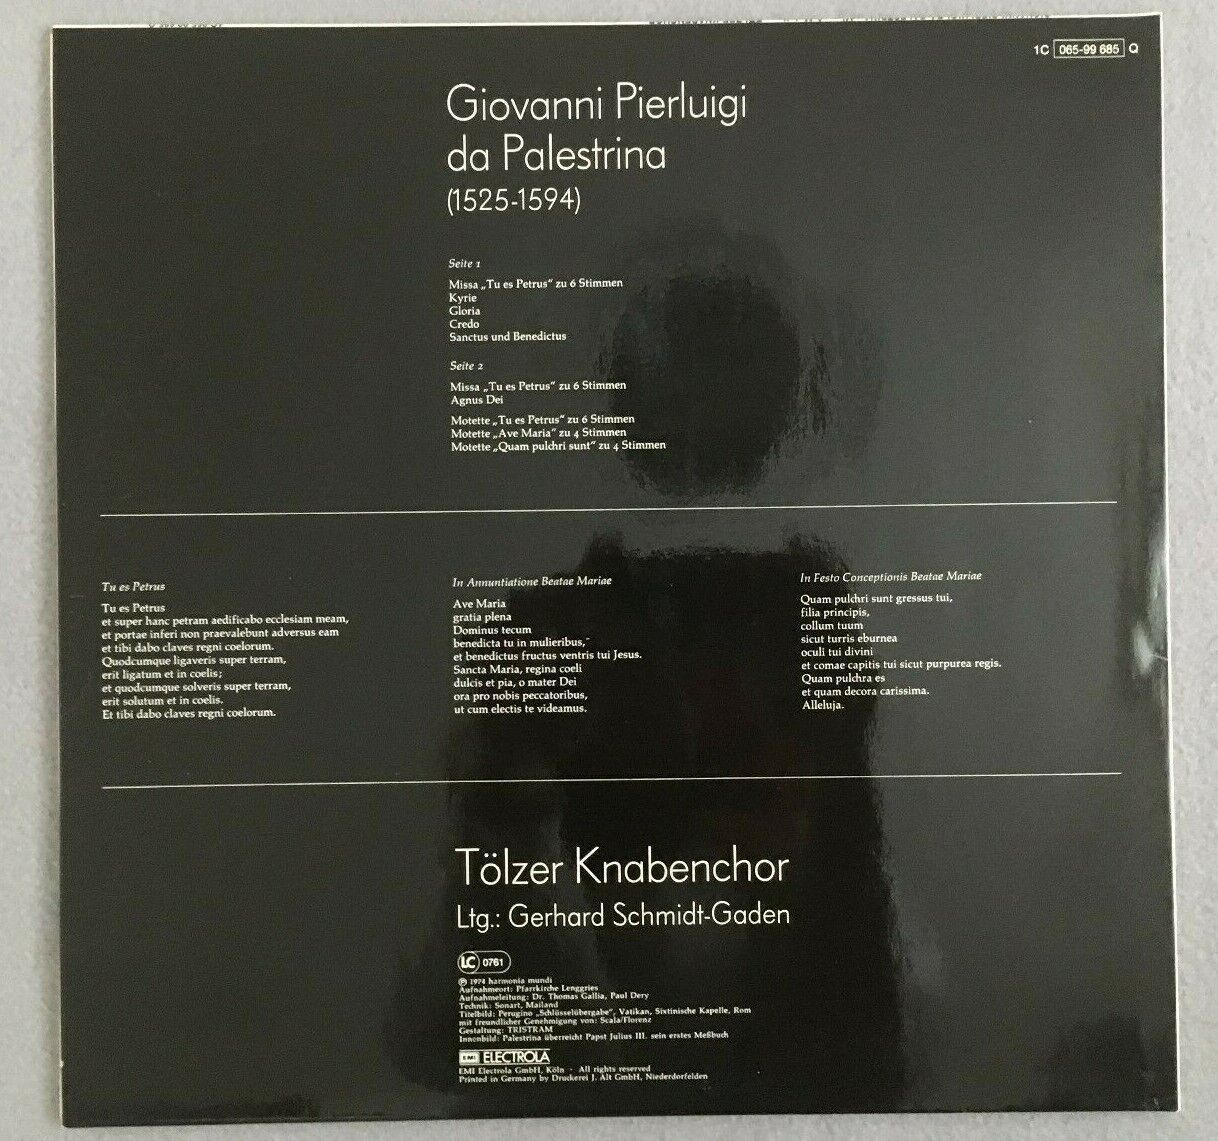 1C 065-99 685 Q
Giovanni Pierluigi
da Palestrina
(1525-1594)
Seite 1
Missa „Tu es Petrus“ zu 6 Stimmen
Kyrie
Gloria
Credo
Sanctus und Benedictus
Seite 2
Missa „Tu es Petrus“ zu 6 Stimmen
Agnus Dei
Motette „Tu es Petrus“ zu 6 Stimmen
Motette „Ave Maria“ zu 4 Stimmen
Motette „Quam pulchri sunt“ zu 4 Stimmen
Tu es Petrus
Tu es Petrus
et super hanc petram aedificabo ecclesiam meam,
et portae inferi non praevalebunt adversus eam
et tibi dabo claves regni coelorum.
Quodcumque ligaveris super terram,
erit ligatum et in coelis;
et quodcumque solveris super terram,
erit solutum et in coelis.
Et tibi dabo claves regni coelorum.
In Annuntiatione Beatae Mariae
Ave Maria
gratia plena
Dominus tecum
benedicta tu in mulieribus,
et benedictus fructus ventris tui Jesus.
Sancta Maria, regina coeli
dulcis et pia, o mater Dei
ora pro nobis peccatoribus,
ut cum electis te videamus.
In Festo Conceptionis Beatae Mariae
Quam pulchri sunt gressus tui,
filia principis,
collum tuum
sicut turris eburnea
oculi tui divini
et comae capitis tui sicut purpurea regis.
Quam pulchra es
et quam decora carissima.
Alleluja.
Tölzer Knabenchor
Ltg.: Gerhard Schmidt-Gaden
LC 0761
℗ 1974 harmonia mundi
Aufnahmeort: Pfarrkirche Lenggries
Aufnahmeleitung: Dr. Thomas Gallia, Paul Dery
Technik: Sonart, Mailand
Titelbild: Perugino „Schlüsselübergabe“, Vatikan, Sixtinische Kapelle, Rom
mit freundlicher Genehmigung von: Scala/Florenz
Gestaltung: TRISTRAM
Innenbild: Palestrina überreicht Papst Julius III. sein erstes Meßbuch
EMI ELECTROLA
EMI Electrola GmbH, Köln · All rights reserved
Printed in Germany by Druckerei J. Alt GmbH, Niederdorfelden